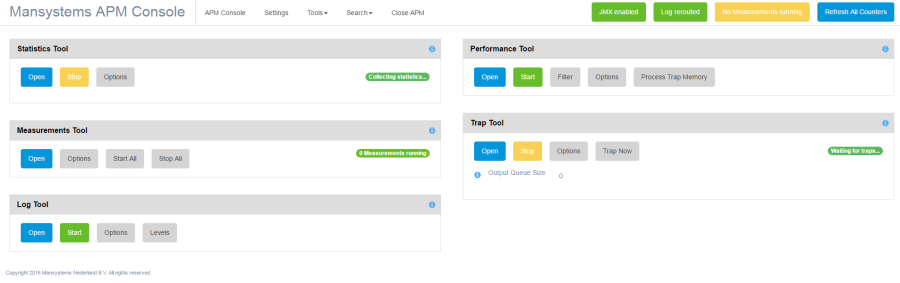 Mansystems APM Console
APM Console Settings Tools Search Close APM
JMX enabled Log rerouted No Measurements running Refresh All Counters
Statistics Tool
Open Stop Options Collecting statistics...
Measurements Tool
Open Options Start All Stop All 0 Measurements running
Log Tool
Open Start Options Levels
Performance Tool
Open Start Filter Options Process Trap Memory
Trap Tool
Open Stop Options Trap Now Waiting for traps...
Output Queue Size 0
Copyright 2016 Mansystems Nederland B.V. All rights reserved.